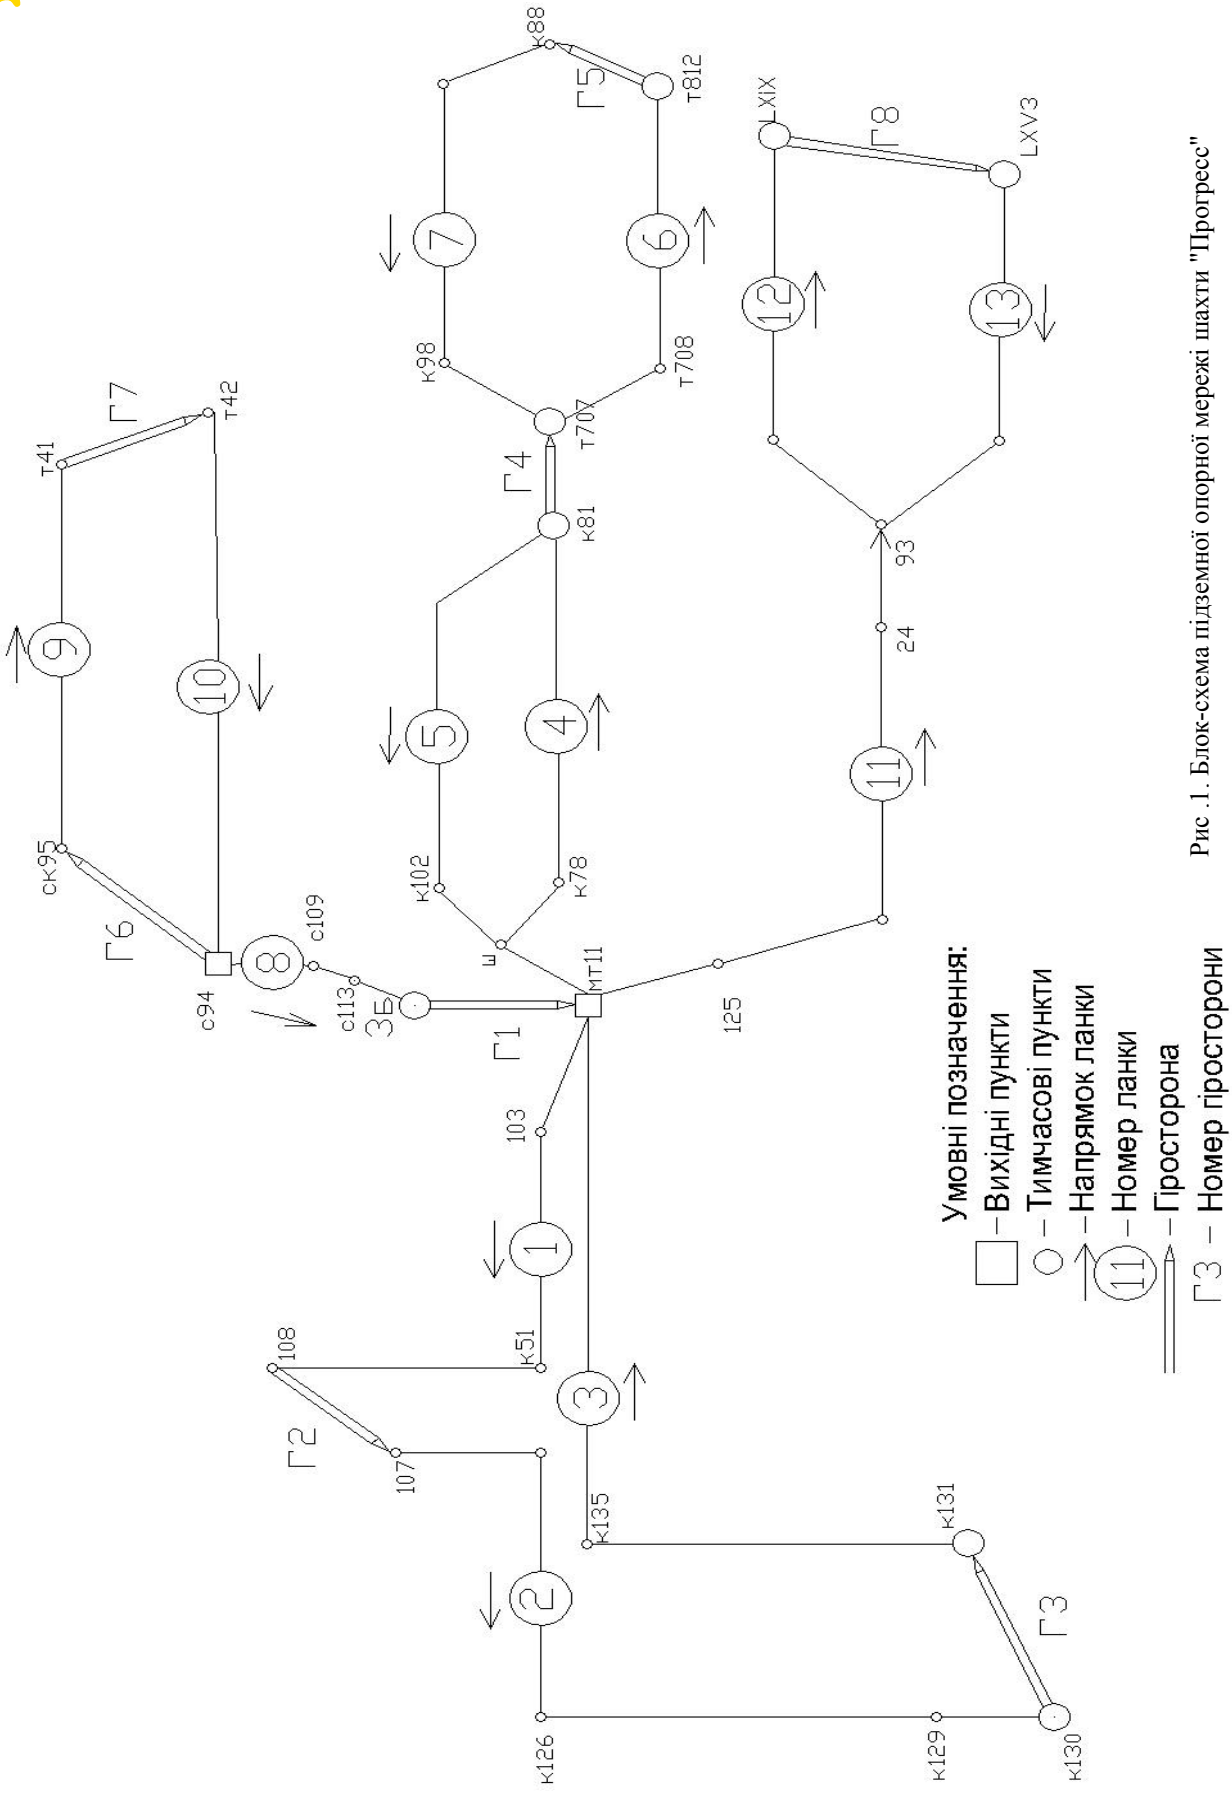 к126
к129
к130
Г3
к131
2
107
Г2
108
к51
3
к135
1
103
Г1
мт11
3Б
с113
с109
с94
8
Г6
ск95
9
10
т41
Г7
т42
ш
к102
к78
5
4
к81
Г4
т707
к98
т708
7
6
к88
Г5
т812
125
11
24
93
12
13
LXiX
Г8
LXV3
Умовні позначення:
– Вихідні пункти
– Тимчасові пункти
– Напрямок ланки
11 – Номер ланки
– Гіросторона
Г3 – Номер гіросторони
Рис .1. Блок-схема підземної опорної мережі шахти "Прогресс"